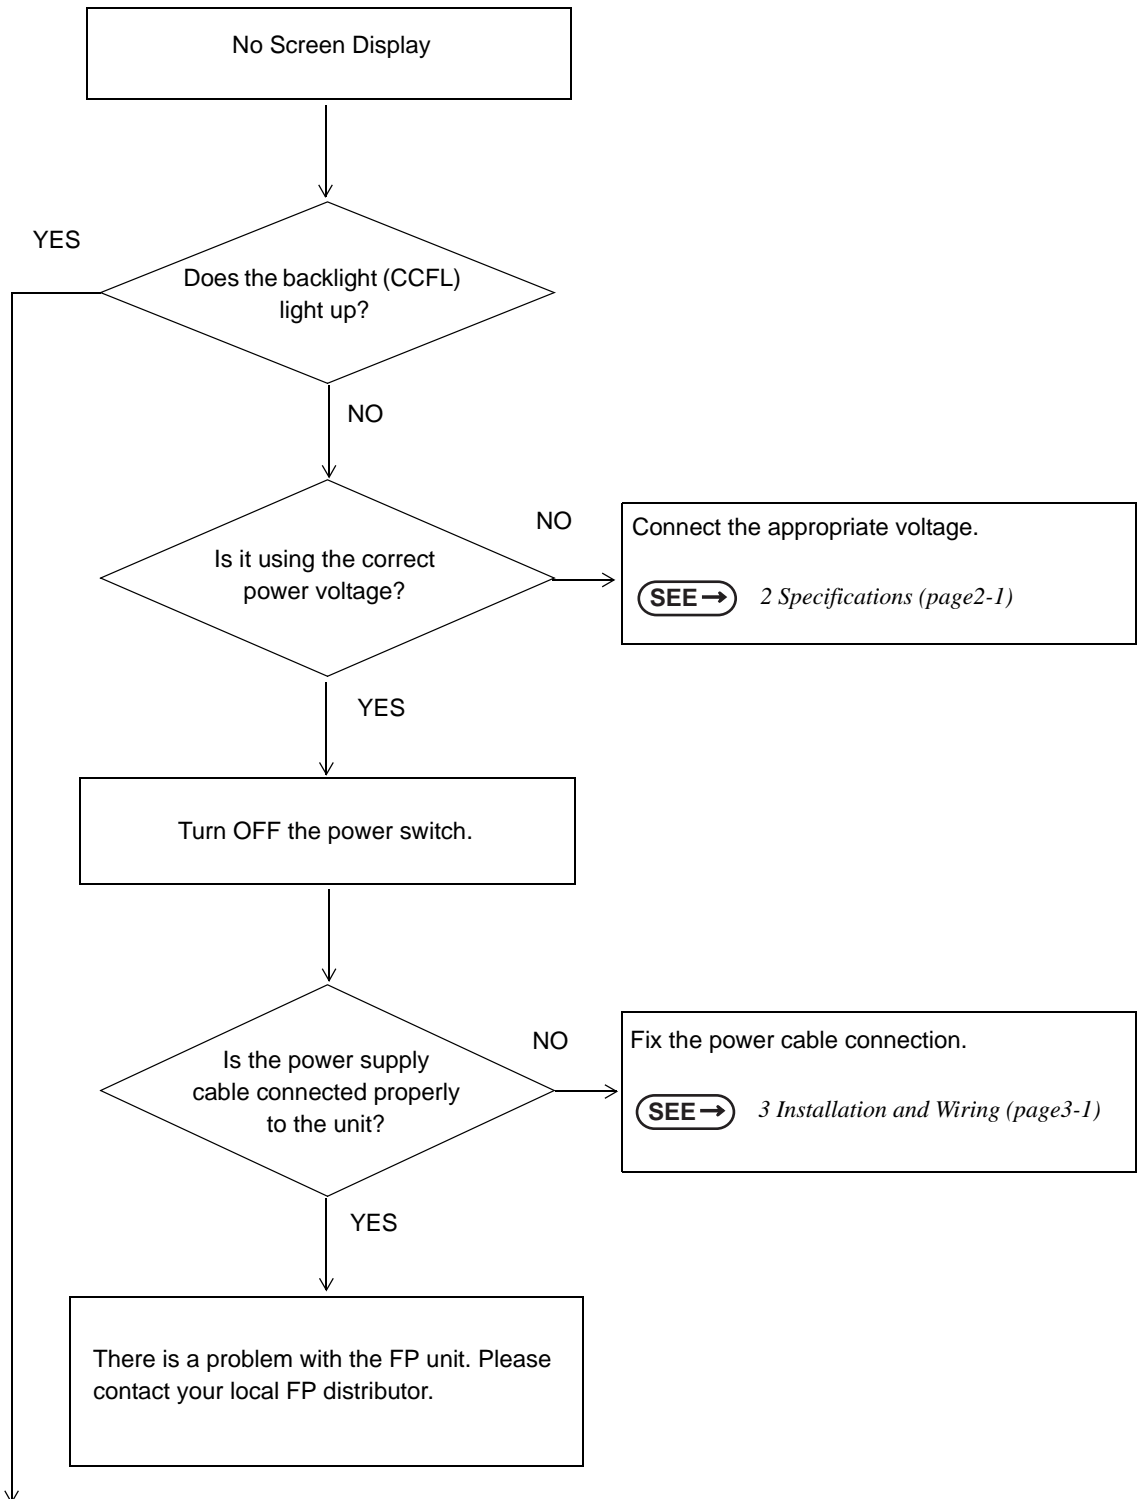 No Screen Display
YES
Does the backlight (CCFL)
light up?
NO
Is it using the correct
power voltage?
NO
Connect the appropriate voltage.
SEE→ 2 Specifications (page2-1)
YES
Turn OFF the power switch.
Is the power supply
cable connected properly
to the unit?
NO
Fix the power cable connection.
SEE→ 3 Installation and Wiring (page3-1)
YES
There is a problem with the FP unit. Please
contact your local FP distributor.